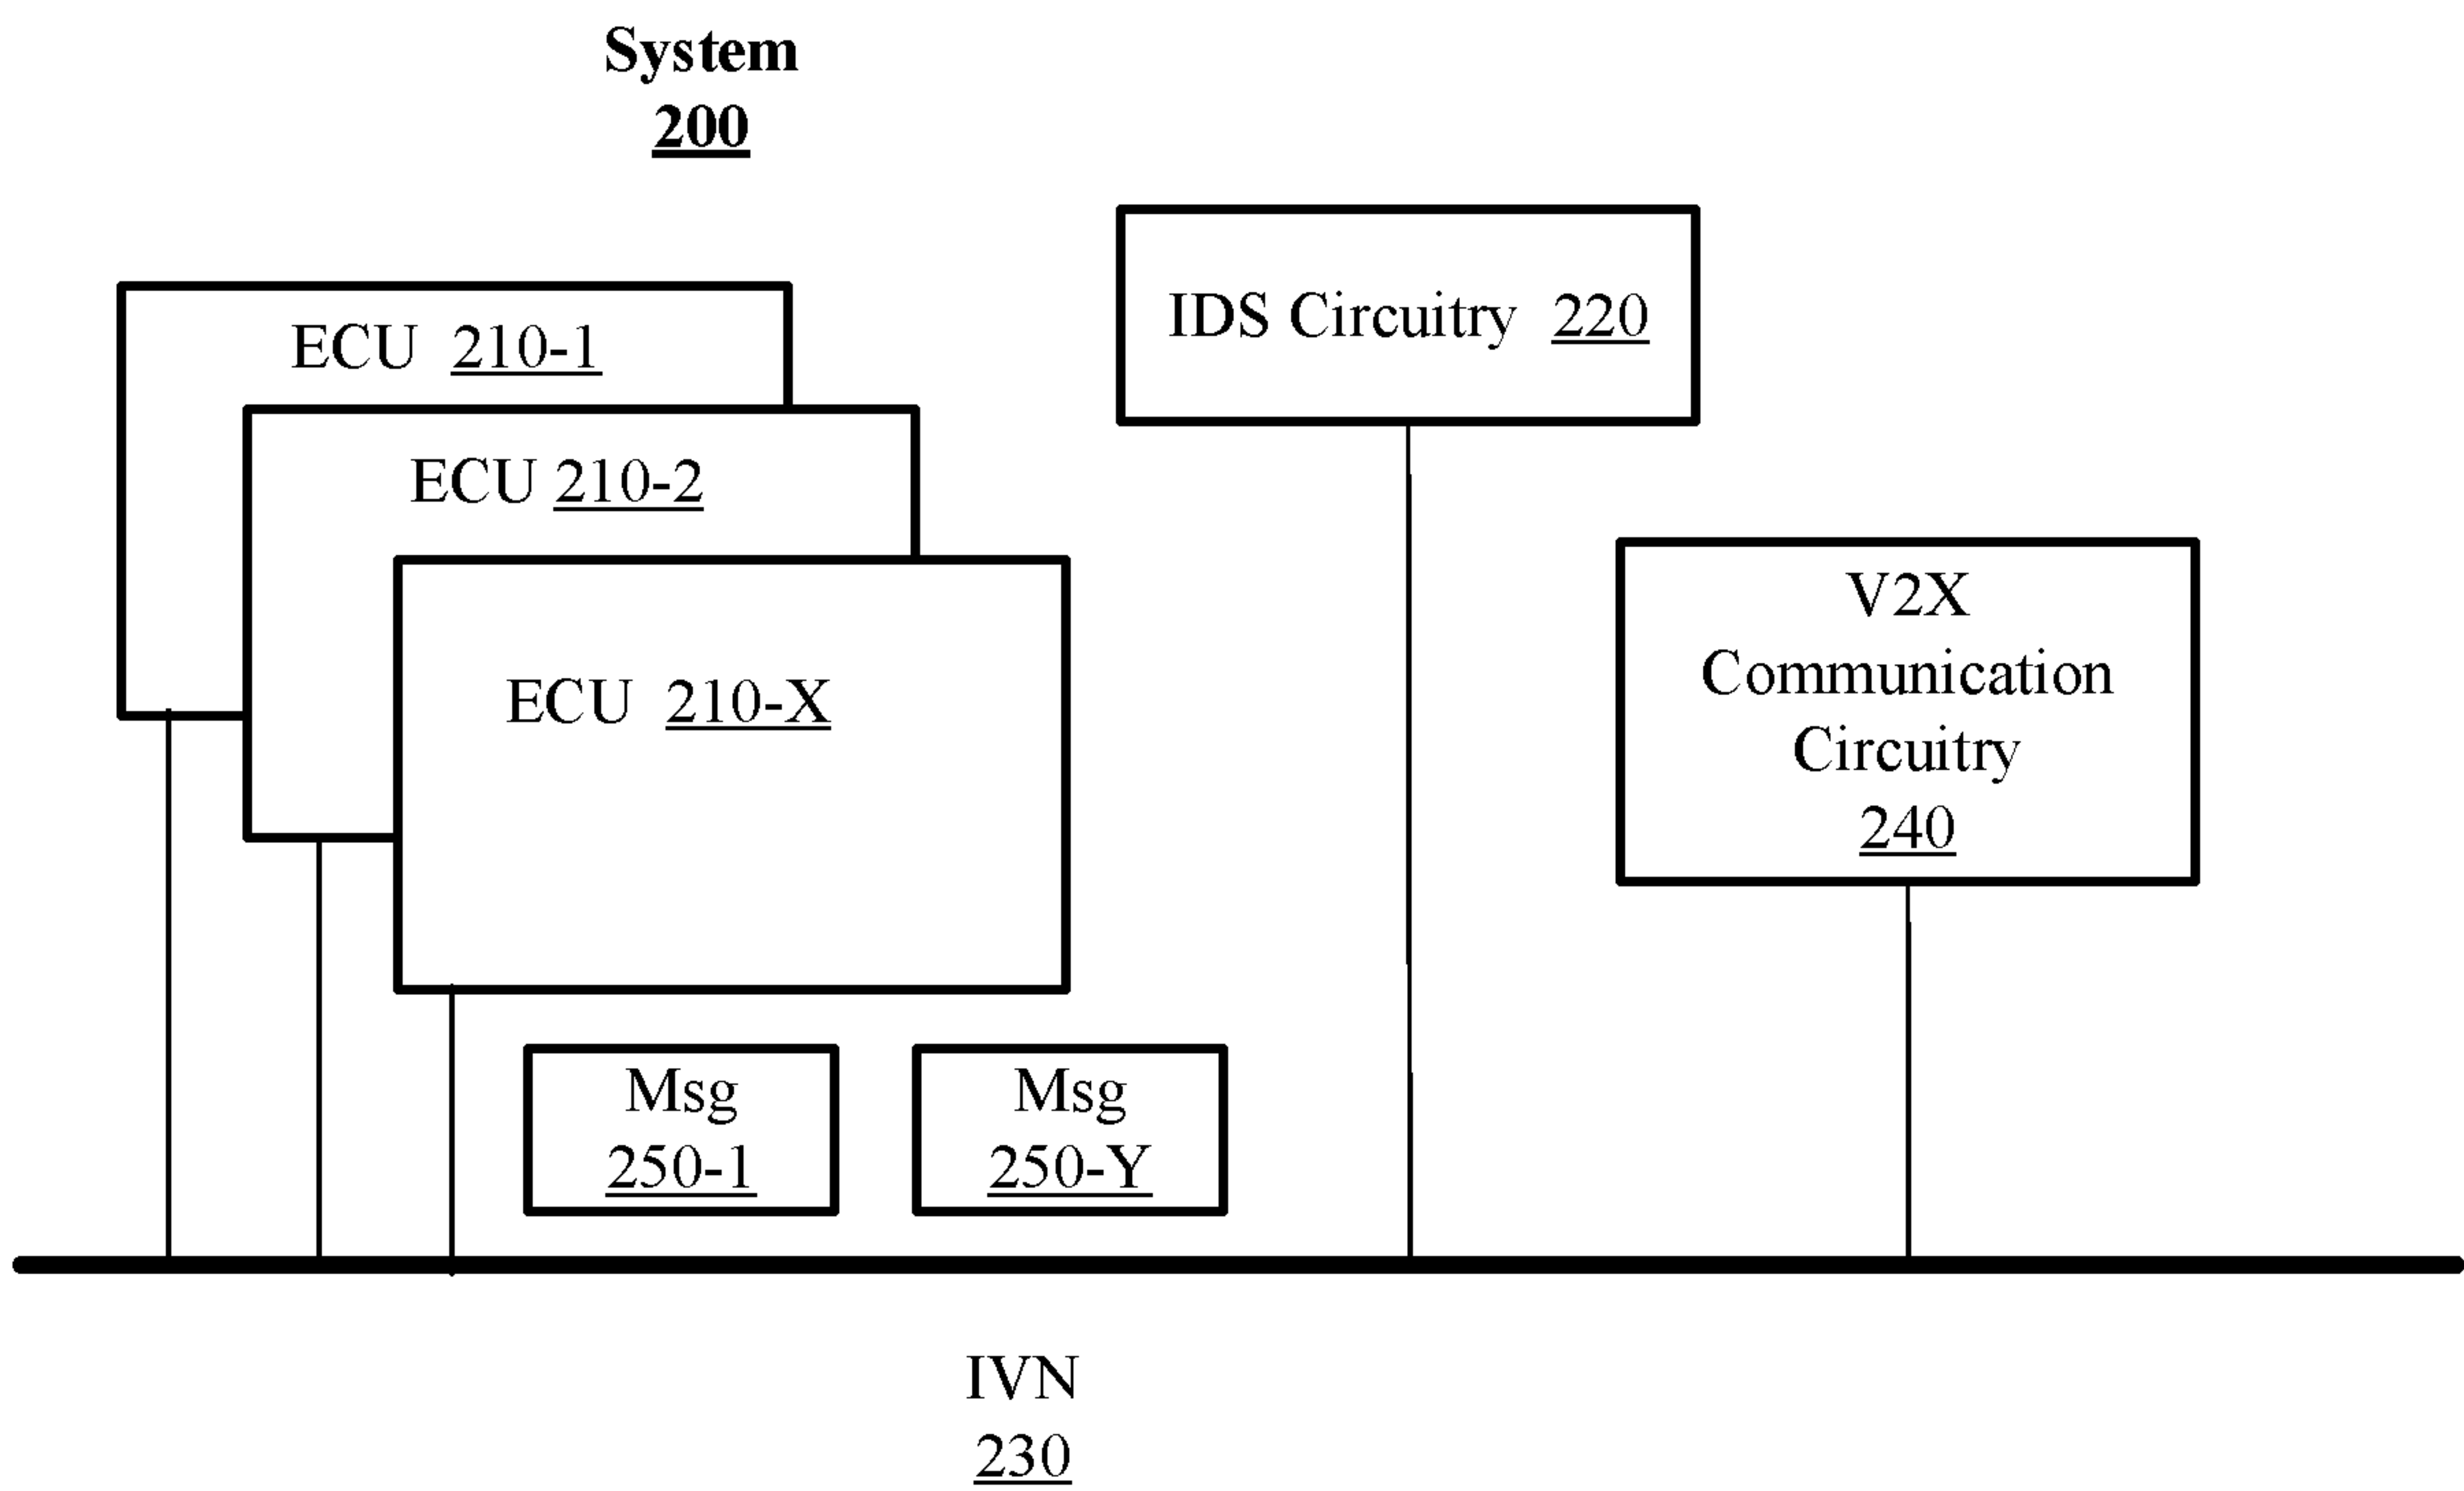 System
200
IDS Circuitry 220
ECU 210-1
ECU 210-2
V2X
Communication
Circuitry
240
ECU 210-X
Msg
250-1
Msg
250-Y
IVN
230